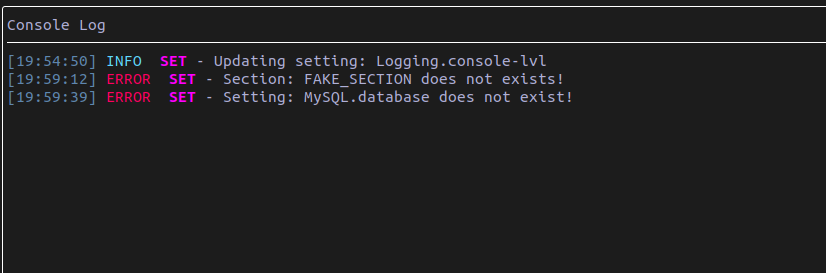 Console Log
[19:54:50] INFO  SET - Updating setting: Logging.console-lvl
[19:59:12] ERROR  SET - Section: FAKE_SECTION does not exists!
[19:59:39] ERROR  SET - Setting: MySQL.database does not exist!